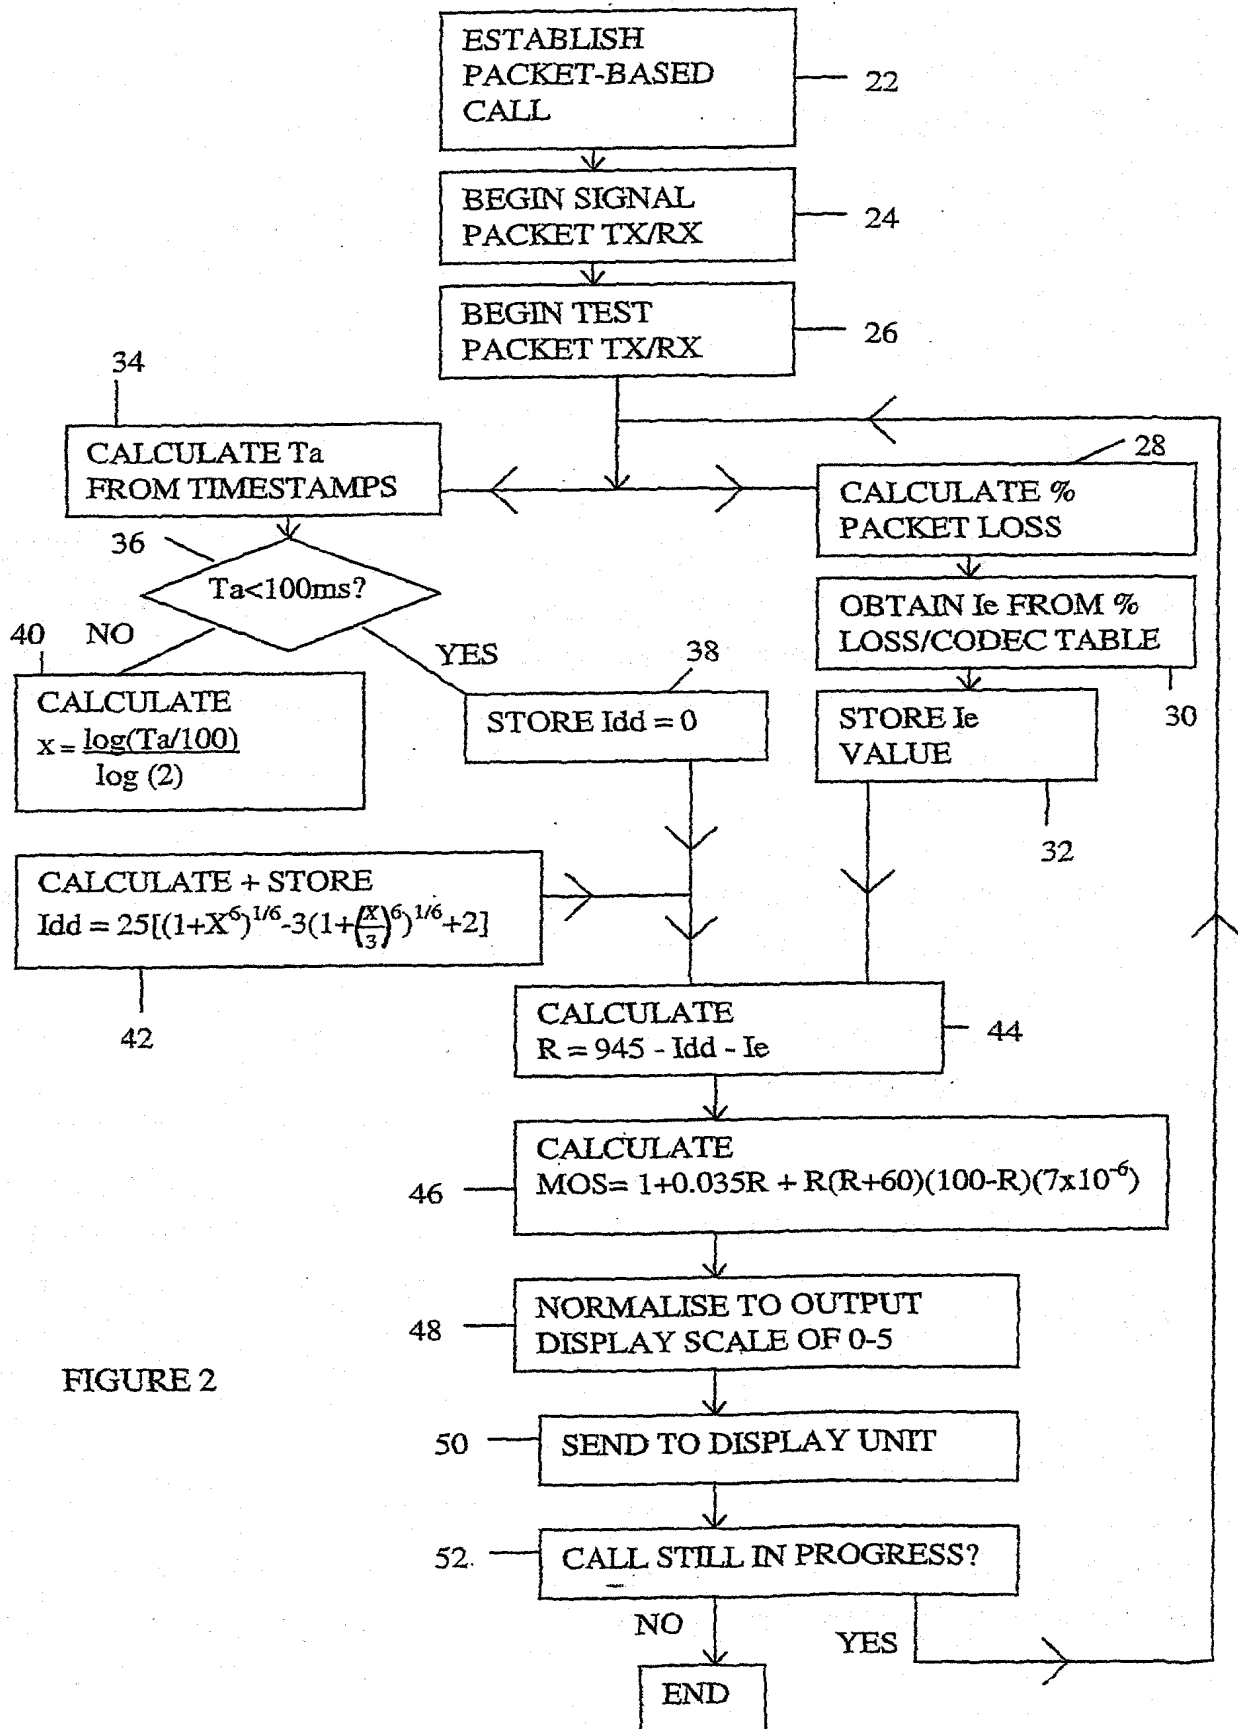 ESTABLISH
PACKET-BASED
CALL
22
BEGIN SIGNAL
PACKET TX/RX
24
BEGIN TEST
PACKET TX/RX
26
34
CALCULATE Ta
FROM TIMESTAMPS
28
CALCULATE %
PACKET LOSS
36
Ta<100ms?
OBTAIN Ie FROM %
LOSS/CODEC TABLE
30
40
NO
YES
38
CALCULATE
x = log(Ta/100)
log (2)
STORE Idd = 0
STORE Ie
VALUE
32
CALCULATE + STORE
Idd = 25[(1+X⁶)^1/6-3(1+(X/3)⁶)^1/6+2]
42
CALCULATE
R = 945 - Idd - Ie
44
CALCULATE
MOS= 1+0.035R + R(R+60)(100-R)(7x10⁻⁶)
46
NORMALISE TO OUTPUT
DISPLAY SCALE OF 0-5
48
FIGURE 2
50
SEND TO DISPLAY UNIT
52.
CALL STILL IN PROGRESS?
NO
YES
END